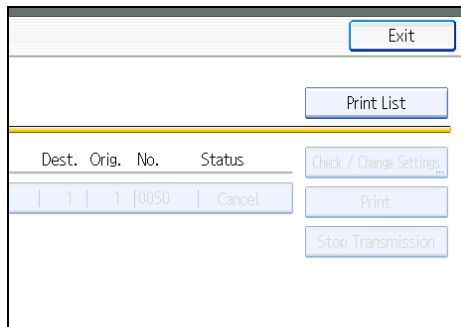 Exit
Print List
Dest. Orig. No. Status
Check / Change Settings...
1 1 0050 Cancel
Print
Stop Transmission